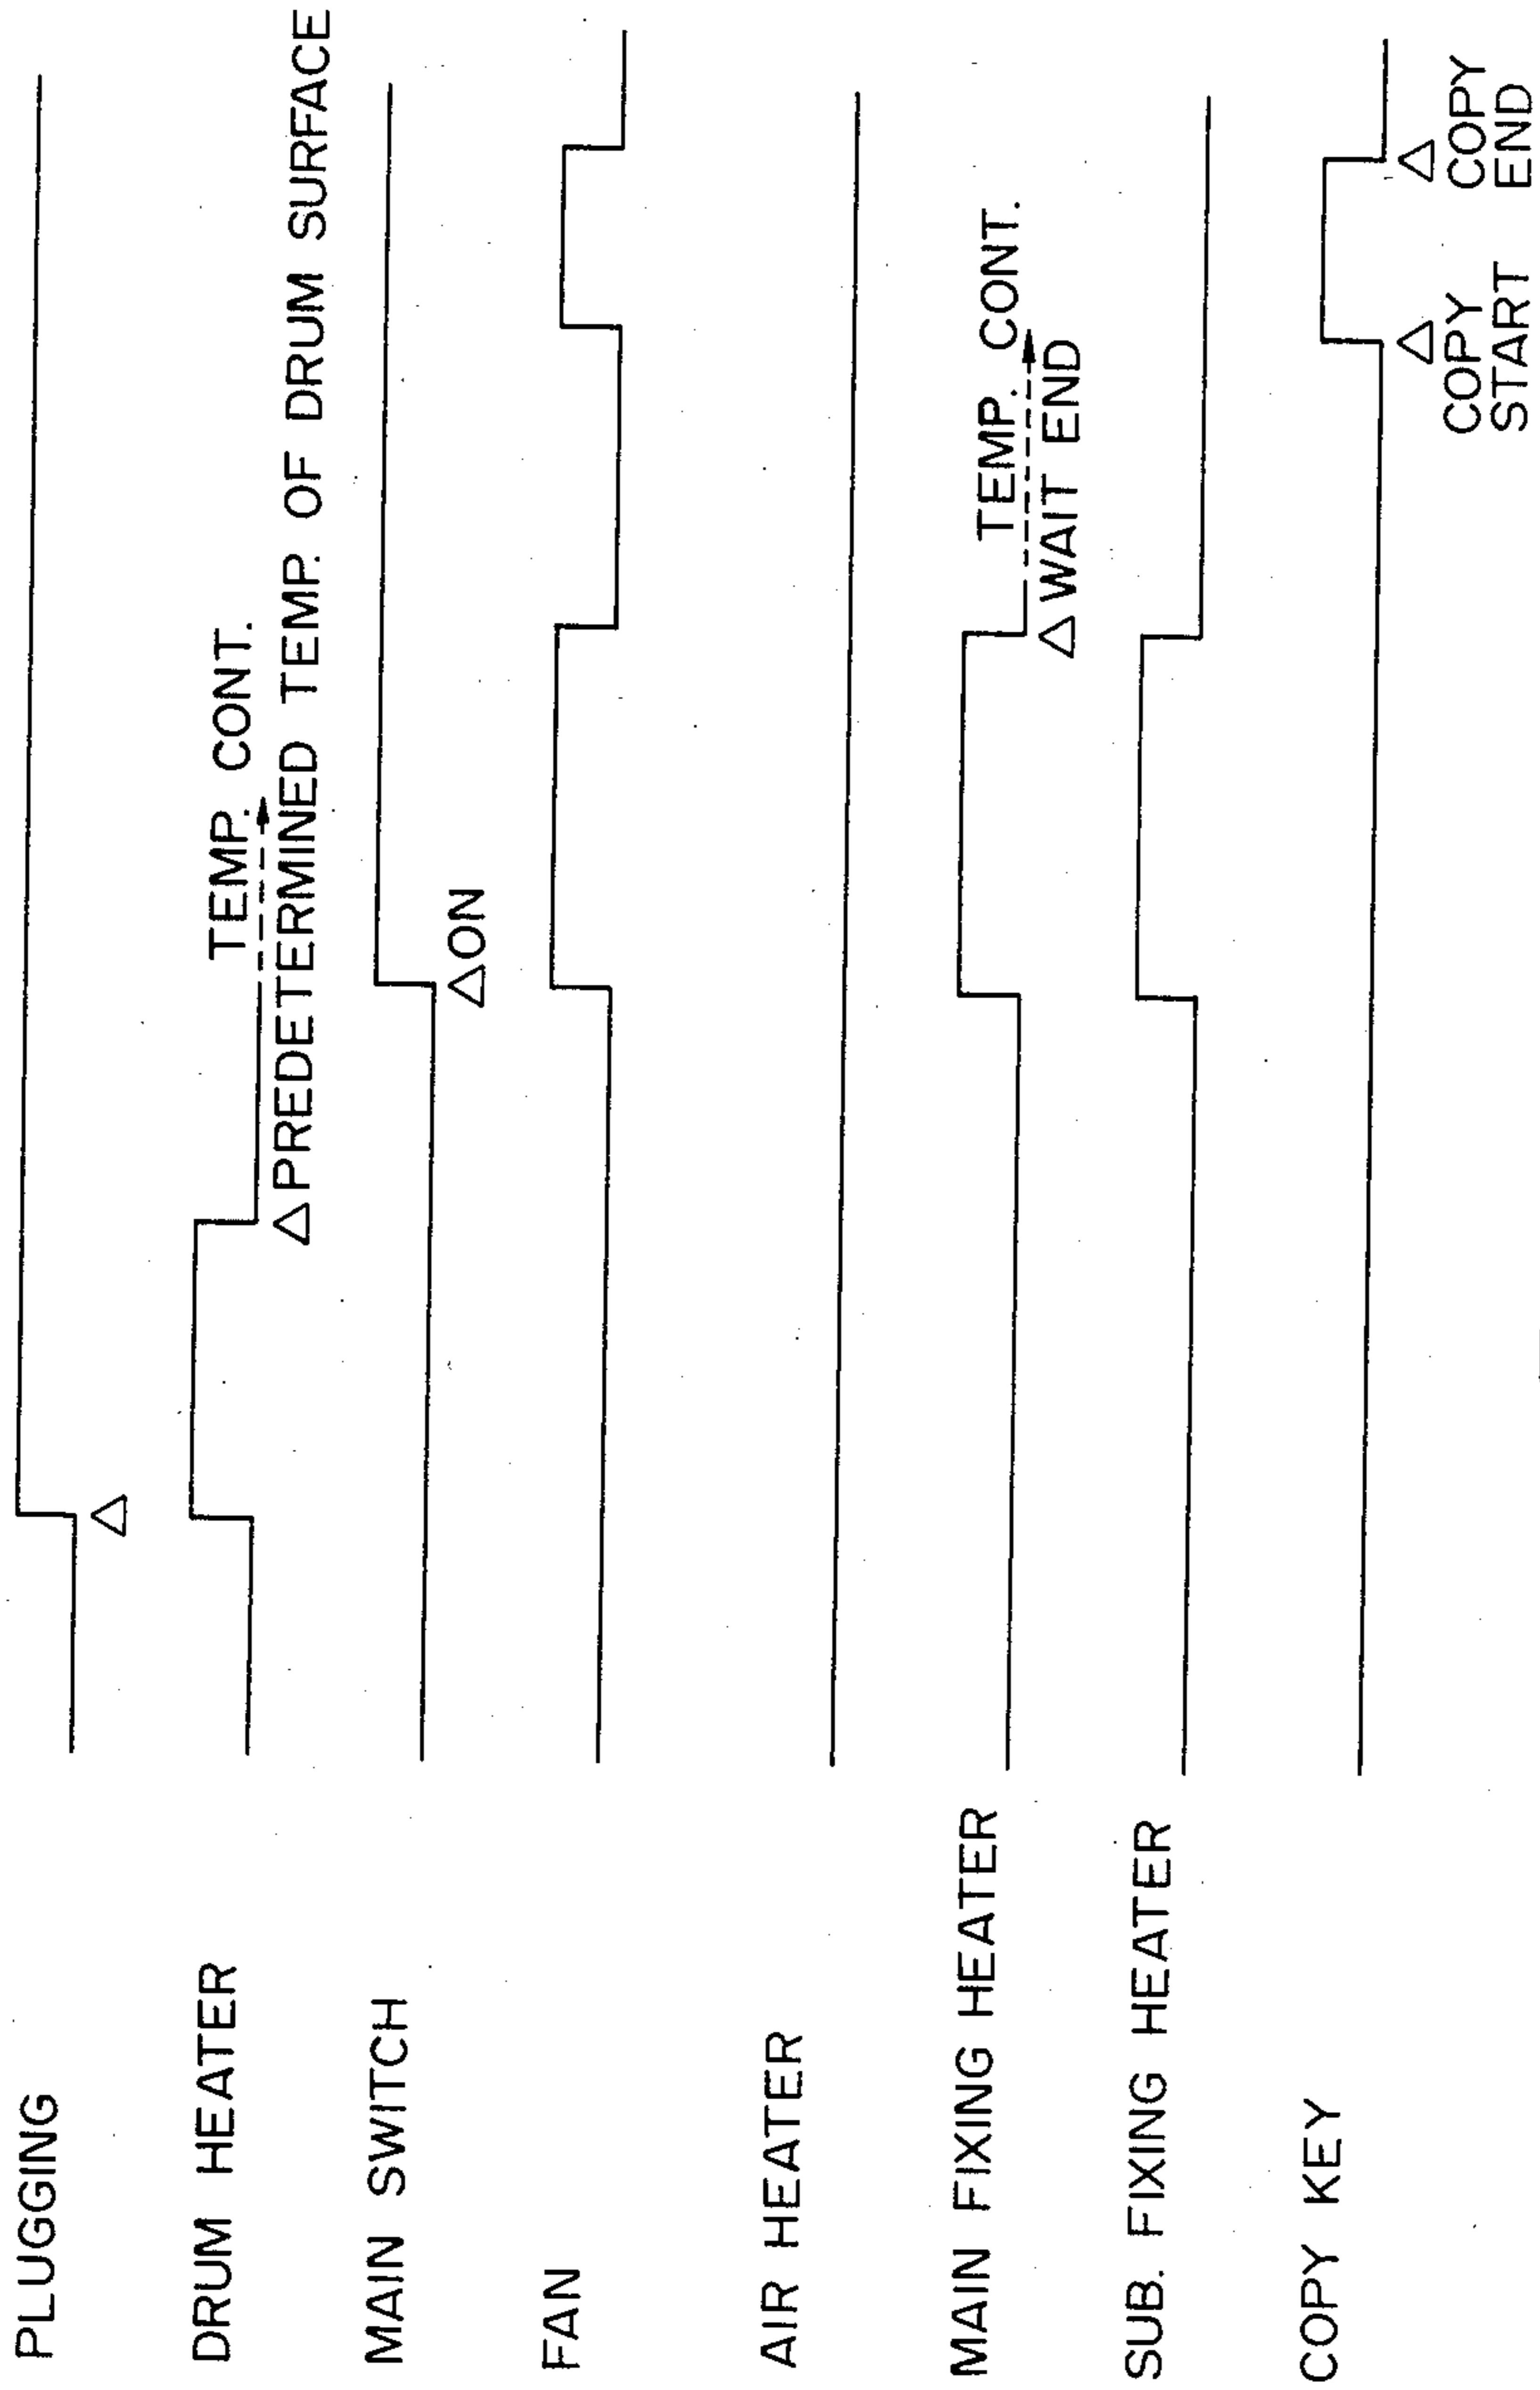 PLUGGING
DRUM HEATER
TEMP. CONT.
PREDETERMINED TEMP. OF DRUM SURFACE
MAIN SWITCH
ON
FAN
AIR HEATER
MAIN FIXING HEATER
TEMP. CONT.
WAIT END
SUB. FIXING HEATER
COPY KEY
COPY
START
COPY
END